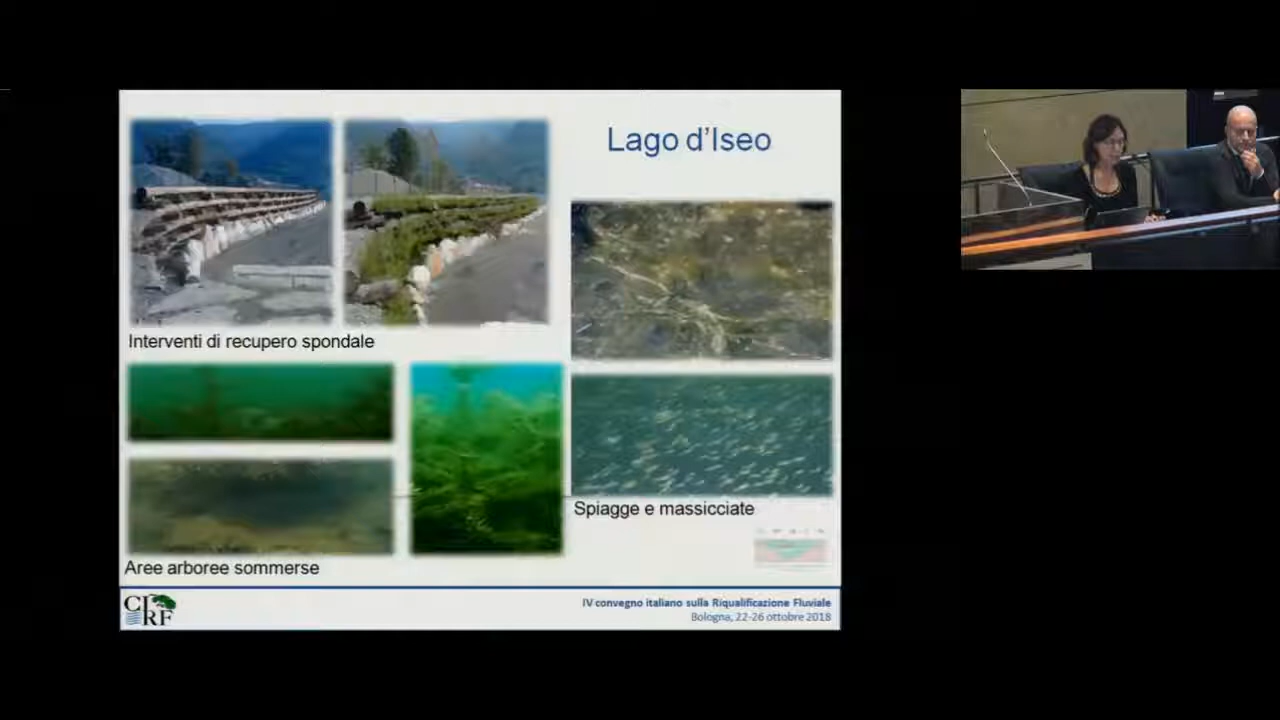 Lago d'Iseo
Interventi di recupero spondale
Spiagge e massicciate
Aree arboree sommerse
CIRF
IV convegno italiano sulla Riqualificazione Fluviale
Bologna, 22-26 ottobre 2018